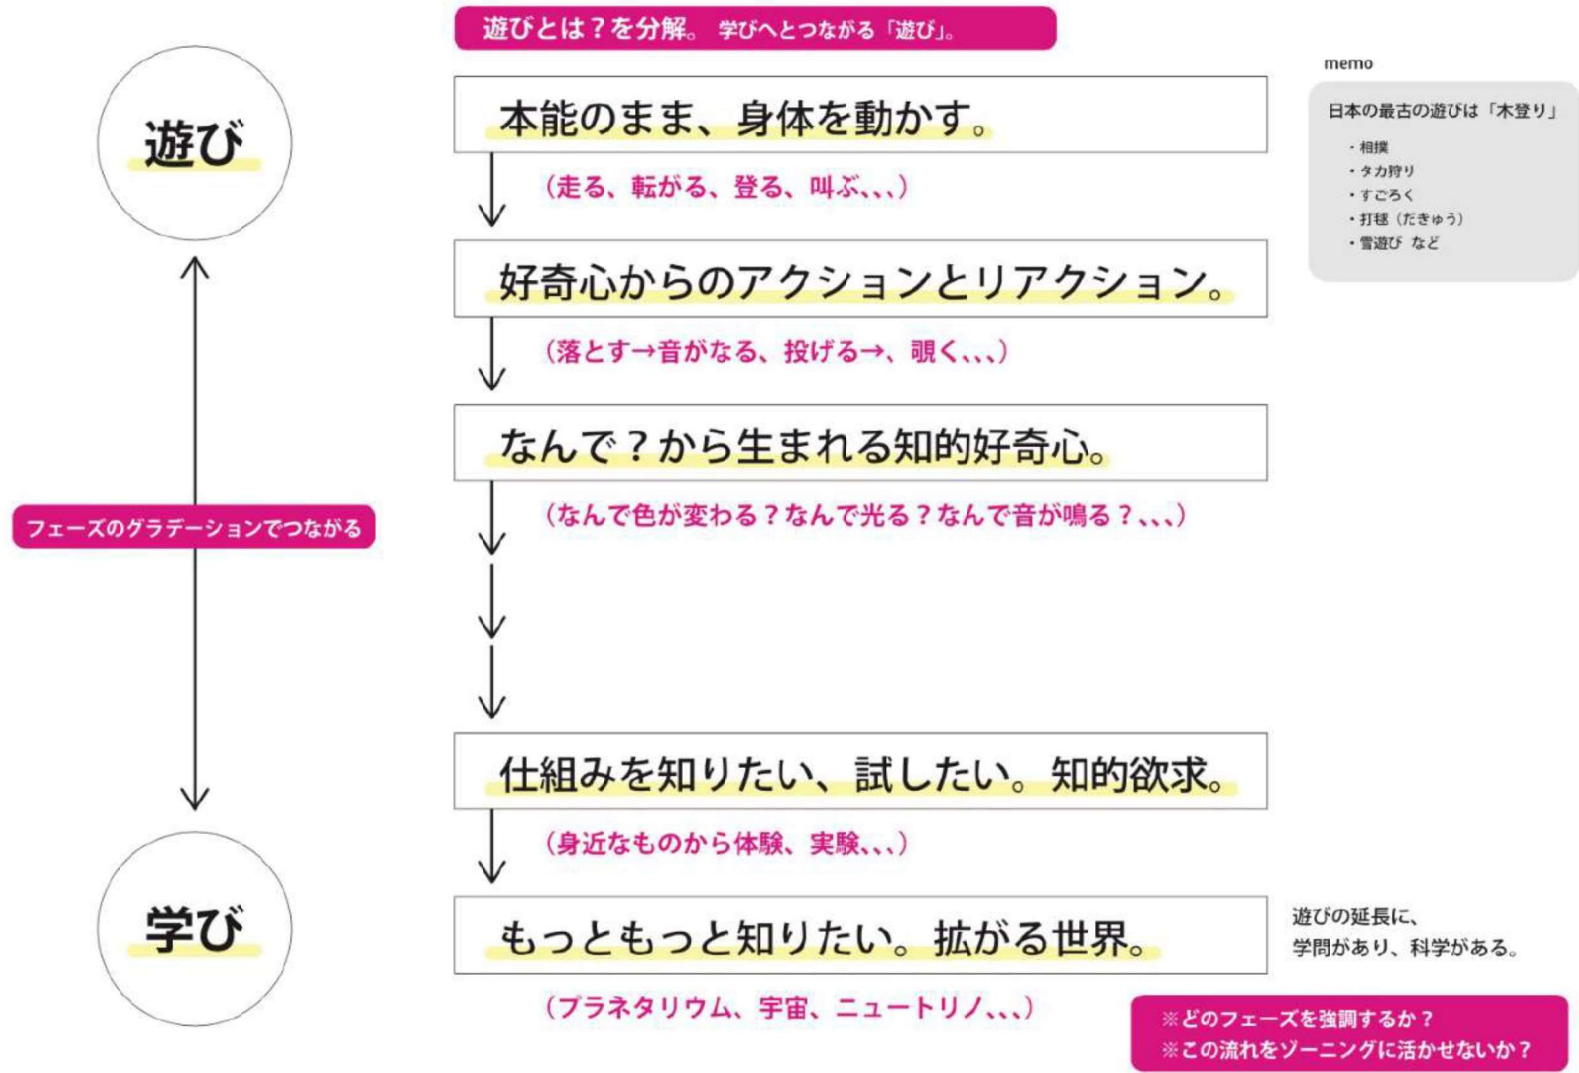 遊びとは？を分解。 学びへとつながる「遊び」。
遊び
本能のまま、身体を動かす。
（走る、転がる、登る、叫ぶ、、、）
memo
日本の最古の遊びは「木登り」
・相撲
・タカ狩り
・すごろく
・打毬（だきゅう）
・雪遊び など
好奇心からのアクションとリアクション。
（落とす→音がなる、投げる→、覗く、、、）
なんで？から生まれる知的好奇心。
（なんで色が変わる？なんで光る？なんで音が鳴る？、、、）
フェーズのグラデーションでつながる
仕組みを知りたい、試したい。知的欲求。
（身近なものから体験、実験、、、）
学び
もっともっと知りたい。拡がる世界。
（プラネタリウム、宇宙、ニュートリノ、、、）
遊びの延長に、
学問があり、科学がある。
※どのフェーズを強調するか？
※この流れをゾーニングに活かせないか？